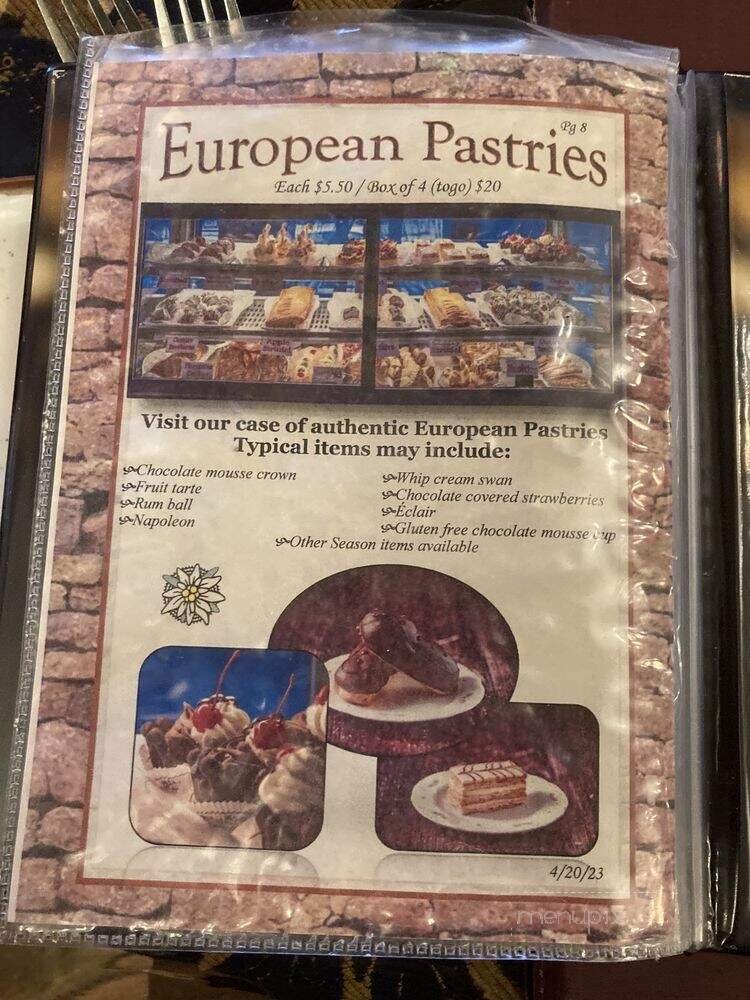 Pg 8
European Pastries
Each $5.50 / Box of 4 (togo) $20
Apple
Strudel
Visit our case of authentic European Pastries
Typical items may include:
Chocolate mousse crown
Fruit tarte
Rum ball
Napoleon
Whip cream swan
Chocolate covered strawberries
Éclair
Gluten free chocolate mousse cup
Other Season items available
4/20/23